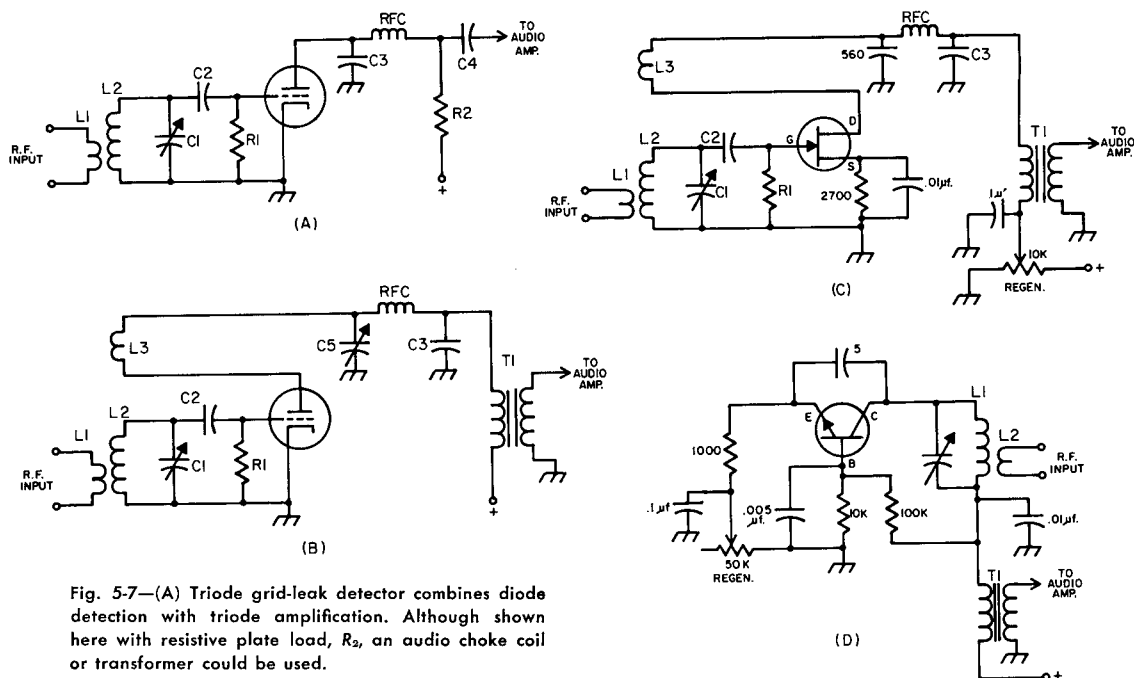 RFC
C3
C4
TO
AUDIO
AMP.
R2
+
L1
L2
C2
C1
R1
R.F.
INPUT
(A)
RFC
L3
C5
C3
T1
TO
AUDIO
AMP.
L1
L2
C2
C1
R1
R.F.
INPUT
+
(B)
Fig. 5-7—(A) Triode grid-leak detector combines diode
detection with triode amplification. Although shown
here with resistive plate load, R₂, an audio choke coil
or transformer could be used.
RFC
560
C3
L3
D
G
S
L1
L2
C2
C1
R1
R.F.
INPUT
2700
.01µf.
T1
TO
AUDIO
AMP.
.1µf
10K
+
REGEN.
(C)
5
E
C
B
L1
L2
R.F.
INPUT
1000
.1µf
.005
µf.
10K
100K
.01µf.
50K
REGEN.
T1
TO
AUDIO
AMP.
+
(D)